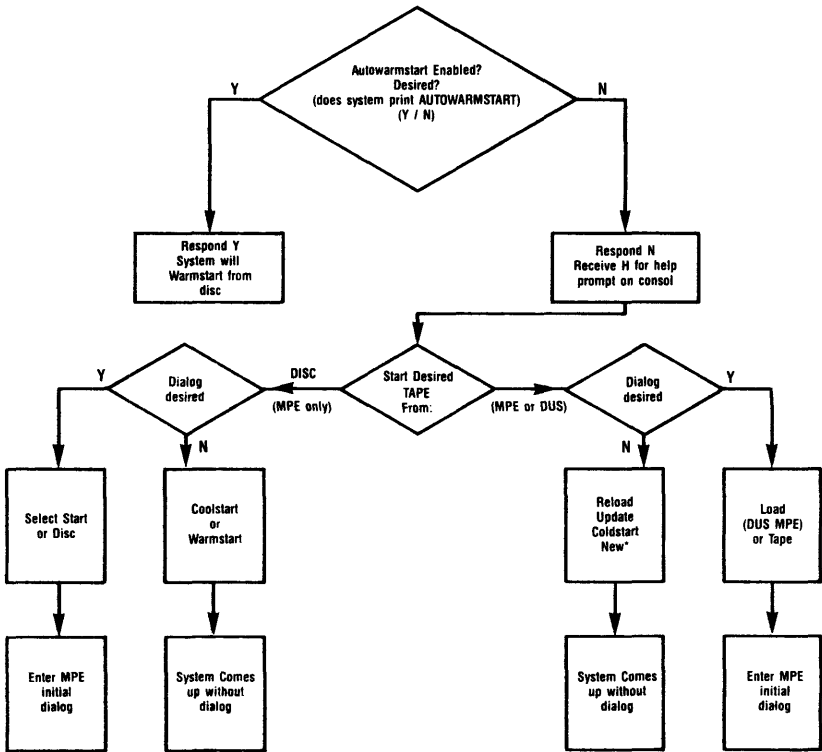 Autowarmstart Enabled?
Desired?
(does system print AUTOWARMSTART)
(Y / N)
Y
N
Respond Y
System will
Warmstart from
disc
Respond N
Receive H for help
prompt on consol
Y
Dialog
desired
DISC
(MPE only)
Start Desired
TAPE
From:
(MPE or DUS)
Dialog
desired
Y
N
N
Select Start
or Disc
Coolstart
or
Warmstart
Reload
Update
Coldstart
New*
Load
(DUS MPE)
or Tape
Enter MPE
initial
dialog
System Comes
up without
dialog
System Comes
up without
dialog
Enter MPE
initial
dialog